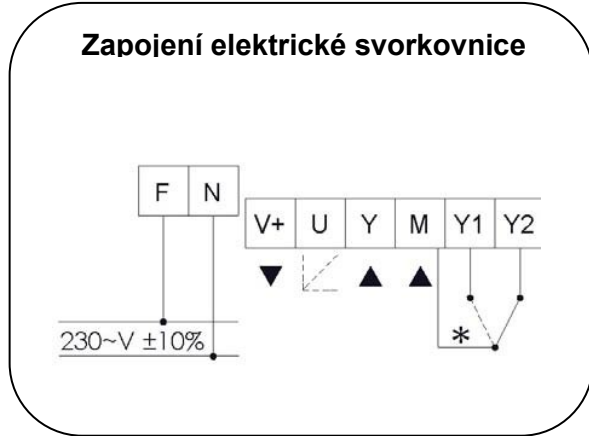 Zapojení elektrické svorkovnice
F N
V+ U Y M Y1 Y2
*
230~V ±10%